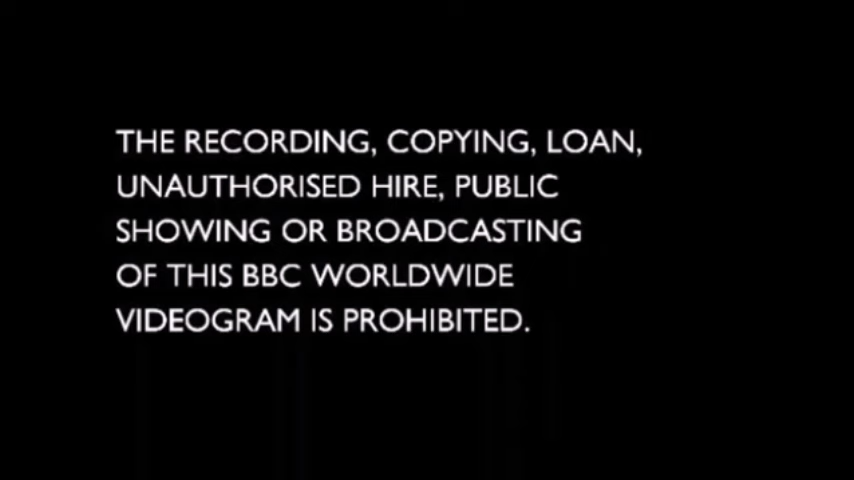 THE RECORDING, COPYING, LOAN,
UNAUTHORISED HIRE, PUBLIC
SHOWING OR BROADCASTING
OF THIS BBC WORLDWIDE
VIDEOGRAM IS PROHIBITED.